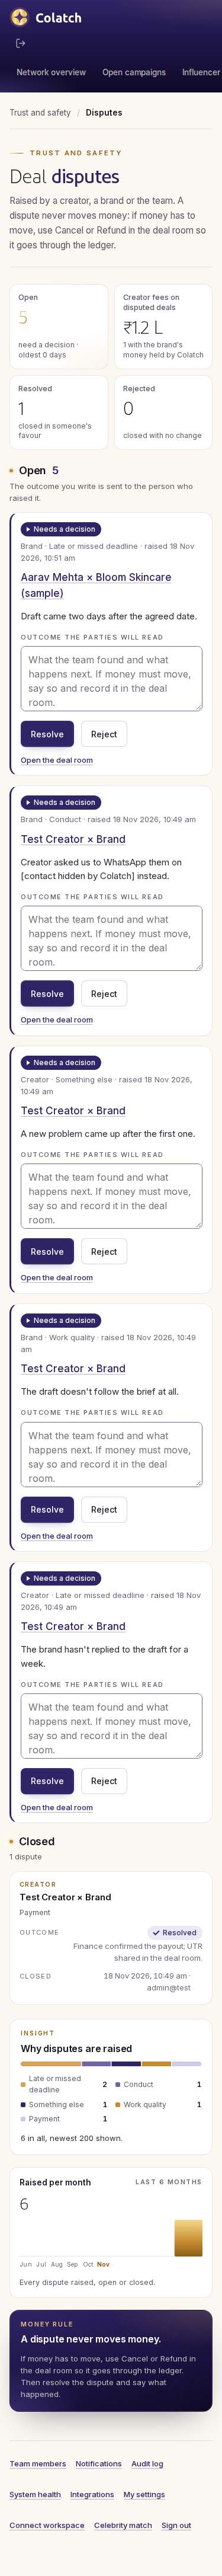 Colatch
Network overview Open campaigns Influencer
Trust and safety / Disputes
TRUST AND SAFETY
Deal disputes
Raised by a creator, a brand or the team. A
dispute never moves money: if money has to
move, use Cancel or Refund in the deal room so
it goes through the ledger.
Open
5
need a decision ·
oldest 0 days
Creator fees on
disputed deals
₹1.2 L
1 with the brand's
money held by Colatch
Resolved
1
closed in someone's
favour
Rejected
0
closed with no change
Open 5
The outcome you write is sent to the person who
raised it.
Needs a decision
Brand · Late or missed deadline · raised 18 Nov
2026, 10:51 am
Aarav Mehta × Bloom Skincare
(sample)
Draft came two days after the agreed date.
OUTCOME THE PARTIES WILL READ
What the team found and what
happens next. If money must move,
say so and record it in the deal
room.
Resolve Reject
Open the deal room
Needs a decision
Brand · Conduct · raised 18 Nov 2026, 10:49 am
Test Creator × Brand
Creator asked us to WhatsApp them on
[contact hidden by Colatch] instead.
OUTCOME THE PARTIES WILL READ
What the team found and what
happens next. If money must move,
say so and record it in the deal
room.
Resolve Reject
Open the deal room
Needs a decision
Creator · Something else · raised 18 Nov 2026,
10:49 am
Test Creator × Brand
A new problem came up after the first one.
OUTCOME THE PARTIES WILL READ
What the team found and what
happens next. If money must move,
say so and record it in the deal
room.
Resolve Reject
Open the deal room
Needs a decision
Brand · Work quality · raised 18 Nov 2026, 10:49
am
Test Creator × Brand
The draft doesn't follow the brief at all.
OUTCOME THE PARTIES WILL READ
What the team found and what
happens next. If money must move,
say so and record it in the deal
room.
Resolve Reject
Open the deal room
Needs a decision
Creator · Late or missed deadline · raised 18 Nov
2026, 10:49 am
Test Creator × Brand
The brand hasn't replied to the draft for a
week.
OUTCOME THE PARTIES WILL READ
What the team found and what
happens next. If money must move,
say so and record it in the deal
room.
Resolve Reject
Open the deal room
Closed
1 dispute
CREATOR
Test Creator × Brand
Payment
OUTCOME Resolved
Finance confirmed the payout; UTR
shared in the deal room.
CLOSED 18 Nov 2026, 10:49 am ·
admin@test
INSIGHT
Why disputes are raised
Late or missed
deadline 2
Conduct 1
Something else 1
Work quality 1
Payment 1
6 in all, newest 200 shown.
Raised per month LAST 6 MONTHS
6
Jun Jul Aug Sep Oct Nov
Every dispute raised, open or closed.
MONEY RULE
A dispute never moves money.
If money has to move, use Cancel or Refund in
the deal room so it goes through the ledger.
Then resolve the dispute and say what
happened.
Team members Notifications Audit log
System health Integrations My settings
Connect workspace Celebrity match Sign out